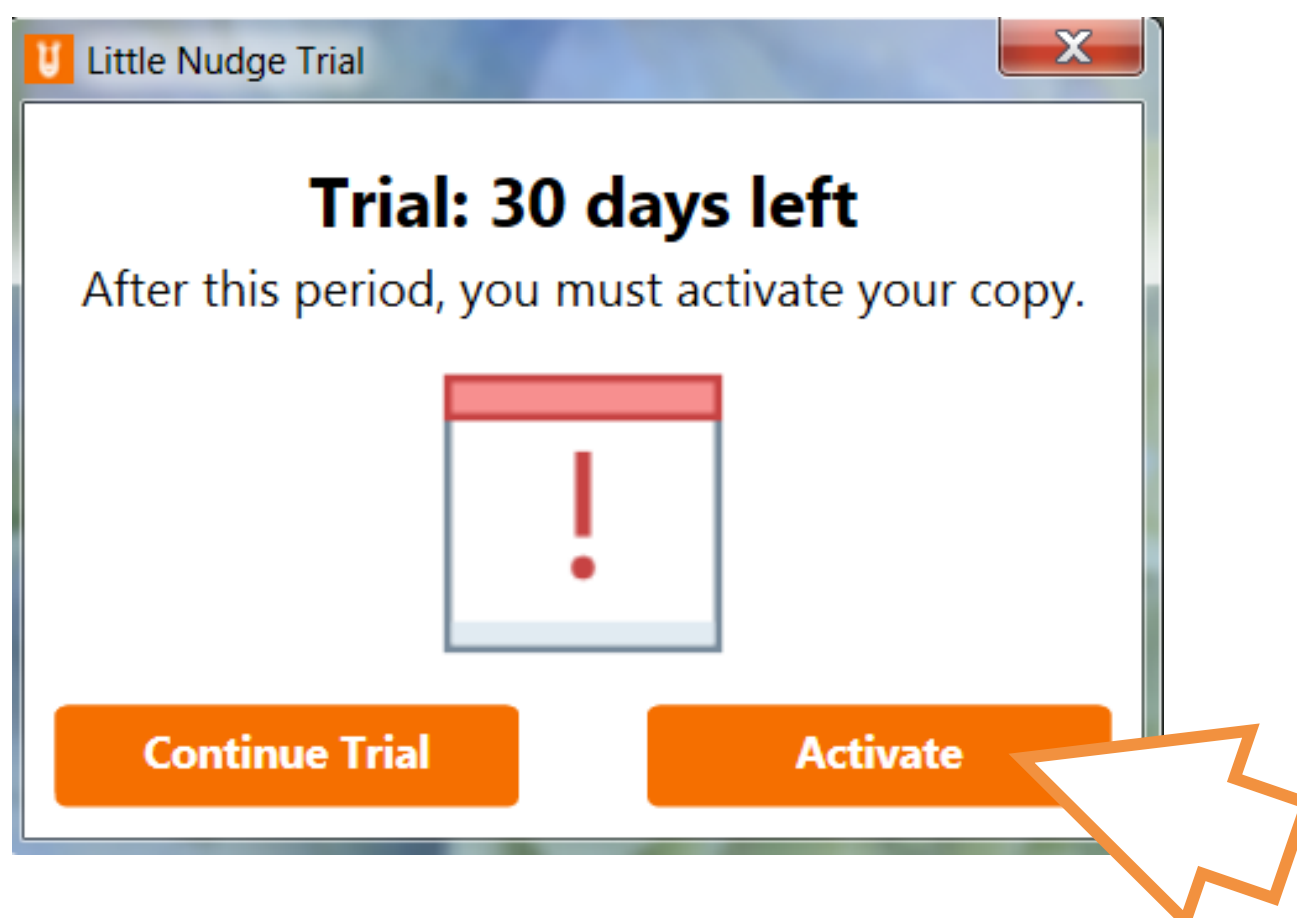 Little Nudge Trial
Trial: 30 days left
After this period, you must activate your copy.
!
Continue Trial
Activate